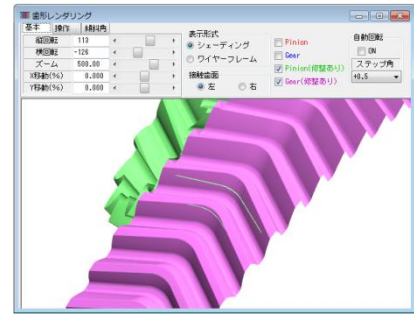 歯形レンダリング
基本 操作 傾斜角
縦回転 113
横回転 -126
ズーム 500.00
X移動(%) 0.000
Y移動(%) 0.000
表示形式
シェーディング
ワイヤーフレーム
接触歯面
左 右
Pinion
Gear
Pinion(修整あり)
Gear(修整あり)
自動回転
ON
ステップ角
+0.5